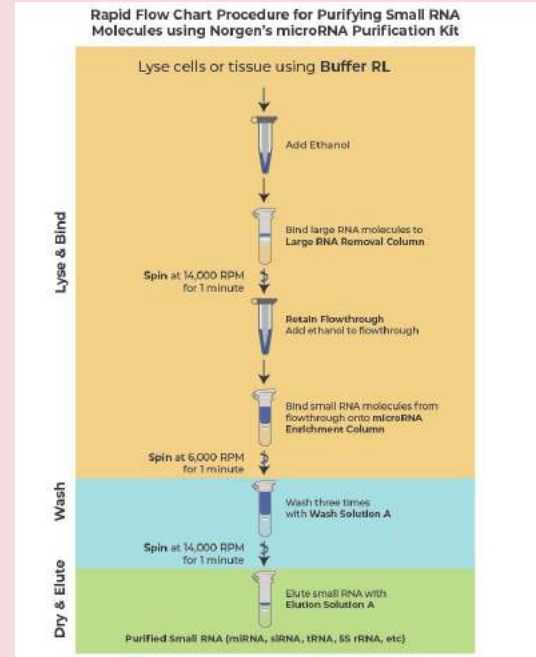 Rapid Flow Chart Procedure for Purifying Small RNA
Molecules using Norgen's microRNA Purification Kit
Lyse & Bind
Lyse cells or tissue using Buffer RL
Add Ethanol
Bind large RNA molecules to
Large RNA Removal Column
Spin at 14,000 RPM
for 1 minute
Retain Flowthrough
Add ethanol to flowthrough
Bind small RNA molecules from
flowthrough onto microRNA
Enrichment Column
Spin at 6,000 RPM
for 1 minute
Wash
Wash three times
with Wash Solution A
Spin at 14,000 RPM
for 1 minute
Dry & Elute
Elute small RNA with
Elution Solution A
Purified Small RNA (miRNA, siRNA, tRNA, 5S rRNA, etc)